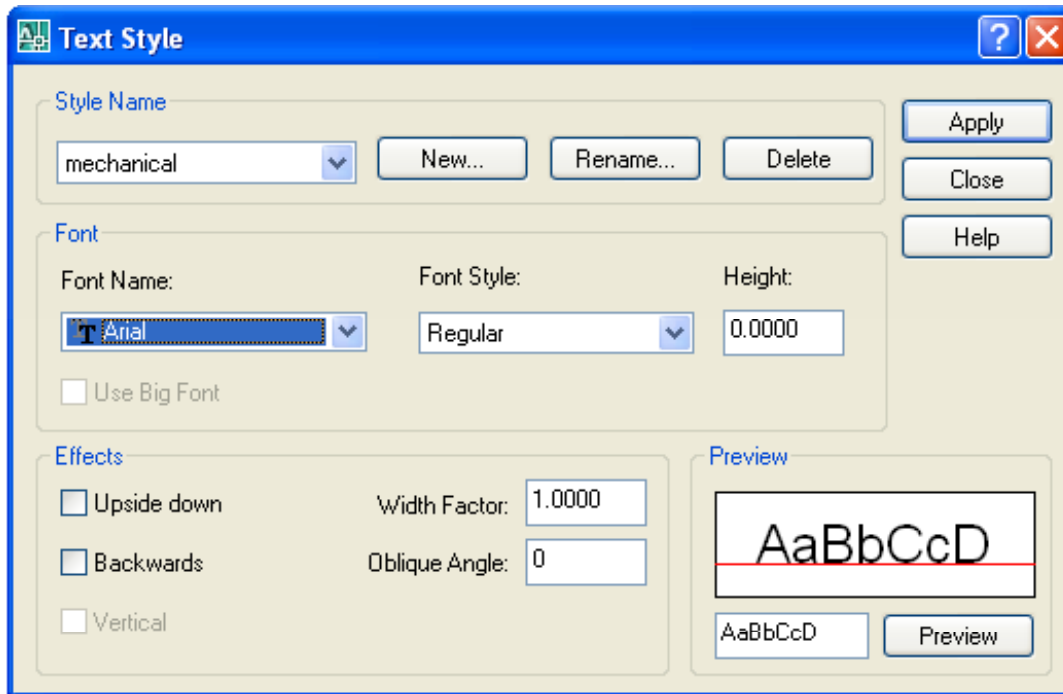 Text Style
Style Name
mechanical New... Rename... Delete Apply
Close
Font Help
Font Name: Font Style: Height:
Arial Regular 0.0000
Use Big Font
Effects Preview
Upside down Width Factor: 1.0000 AaBbCcD
Backwards Oblique Angle: 0
Vertical AaBbCcD Preview